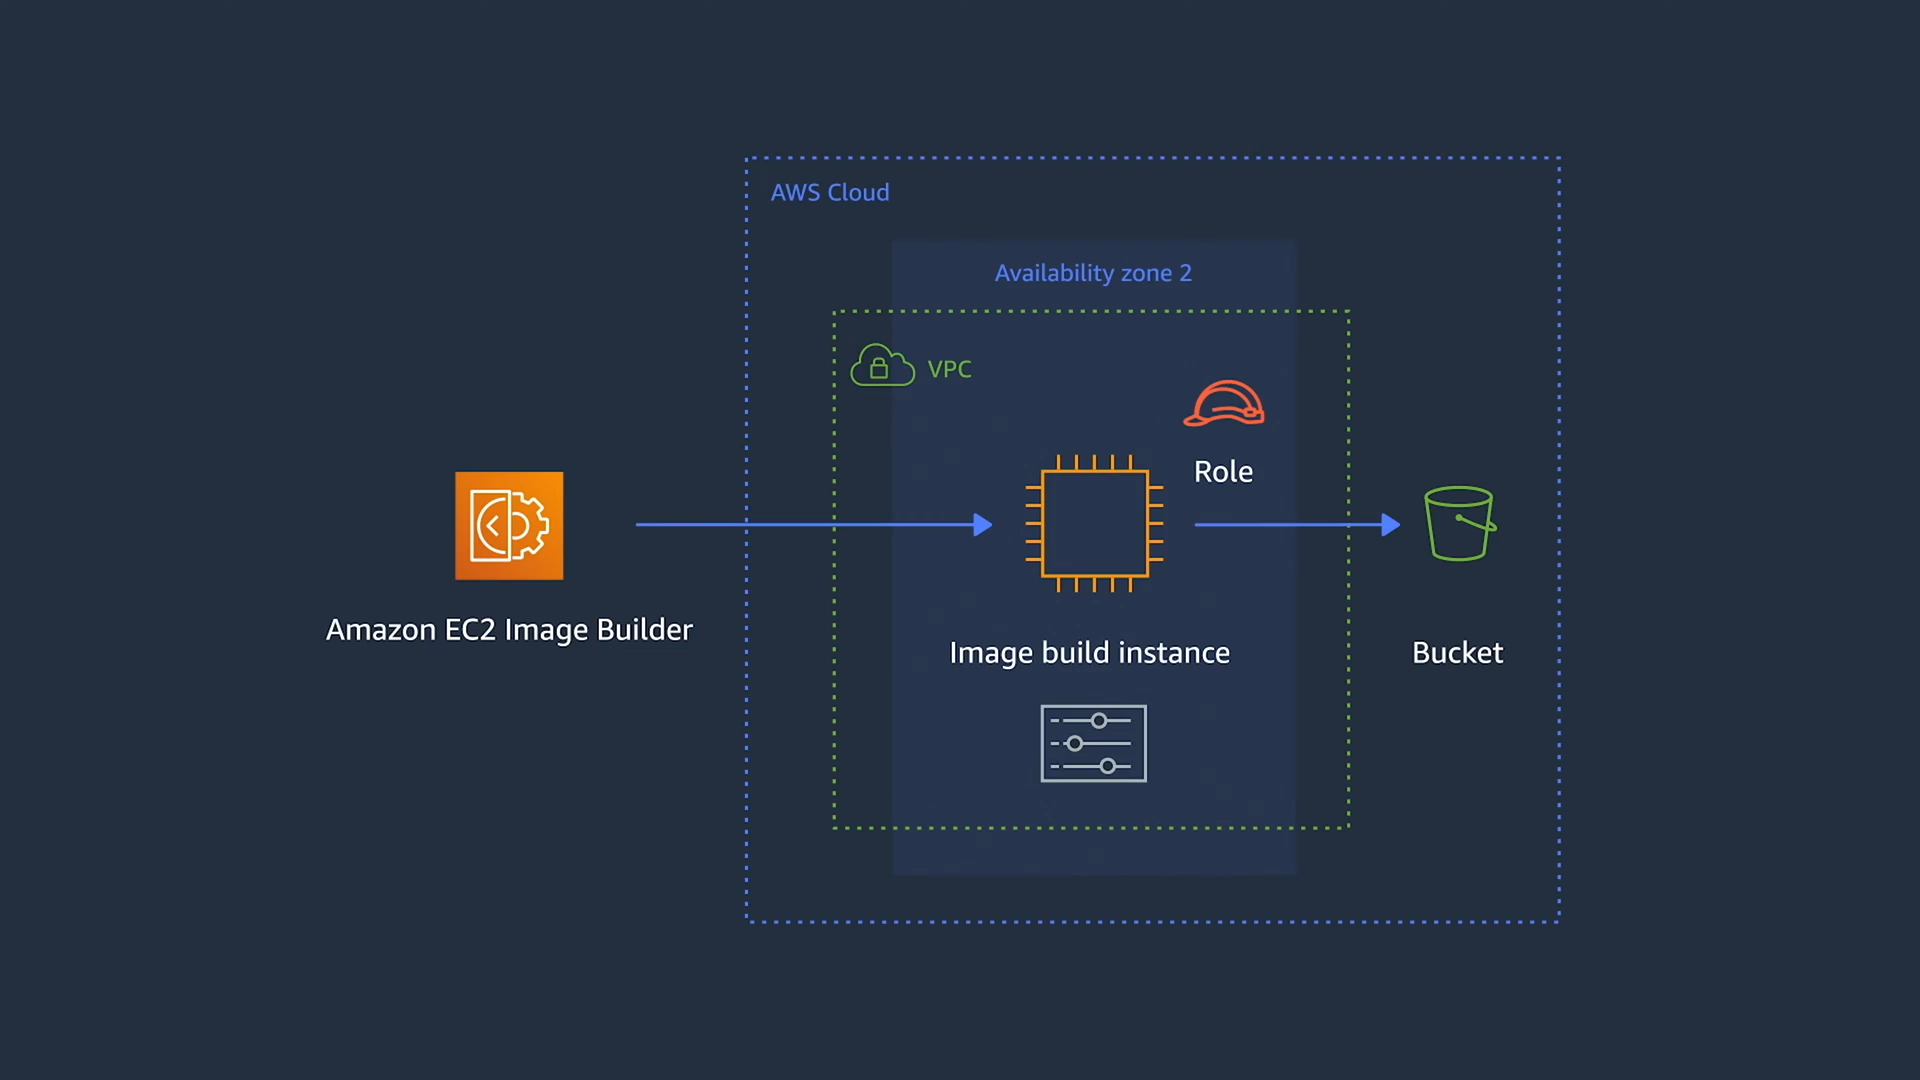 AWS Cloud
Availability zone 2
VPC
Role
Amazon EC2 Image Builder
Image build instance
Bucket